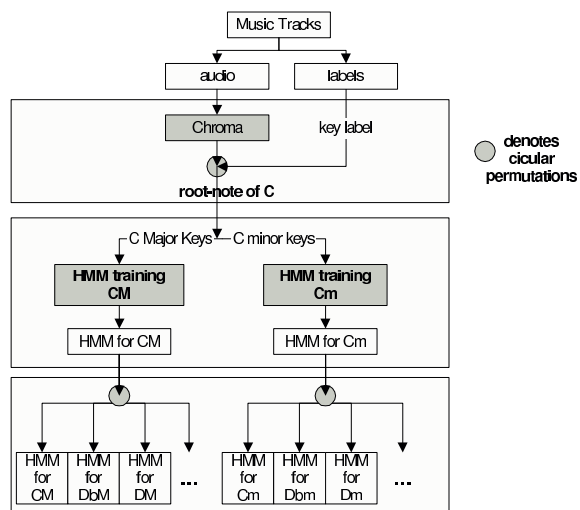 Music Tracks
audio
labels
Chroma
key label
root-note of C
denotes
cicular
permutations
C Major Keys
C minor keys
HMM training
CM
HMM training
Cm
HMM for CM
HMM for Cm
HMM
for
CM
HMM
for
DbM
HMM
for
DM
...
HMM
for
Cm
HMM
for
Dbm
HMM
for
Dm
...